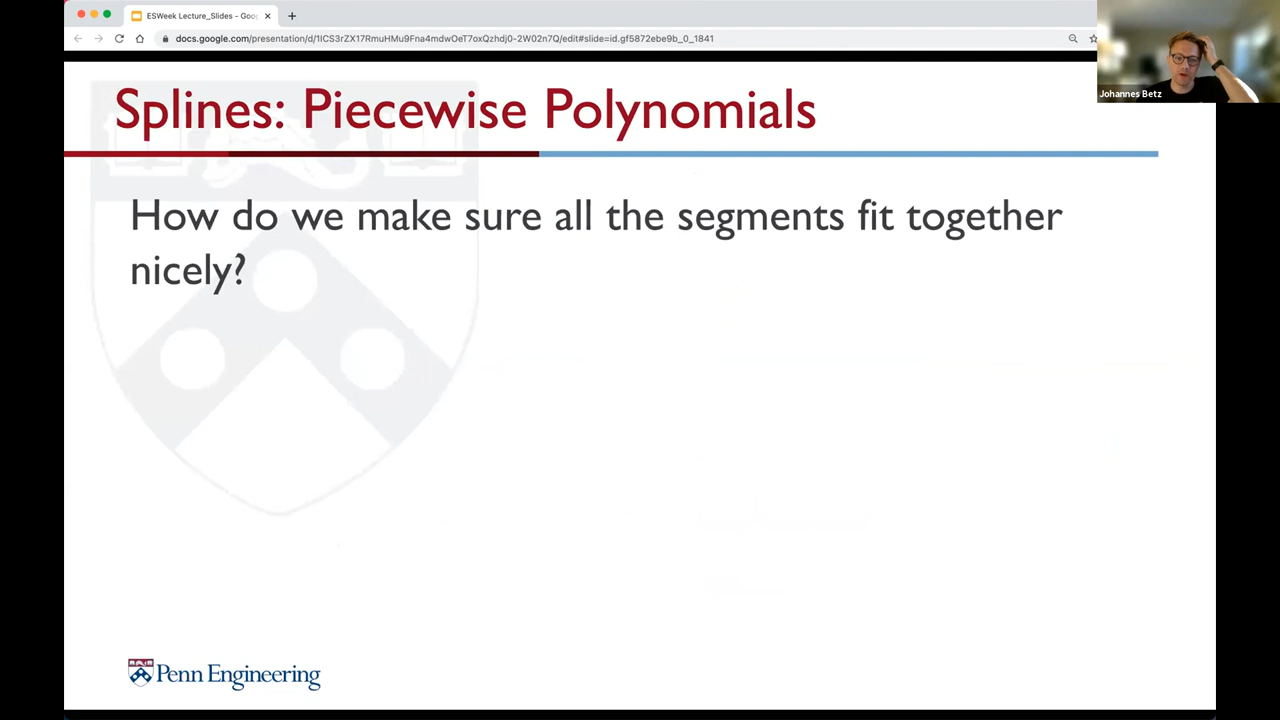 ESWeek Lecture_Slides - Goo
docs.google.com/presentation/d/1ICS3rZX17RmuHMu9Fna4mdwOeT7oxQzhdj0-2W02n7Q/edit#slide=id.gf5872ebe9b_0_1841
Johannes Betz
Splines: Piecewise Polynomials
How do we make sure all the segments fit together
nicely?
Penn Engineering